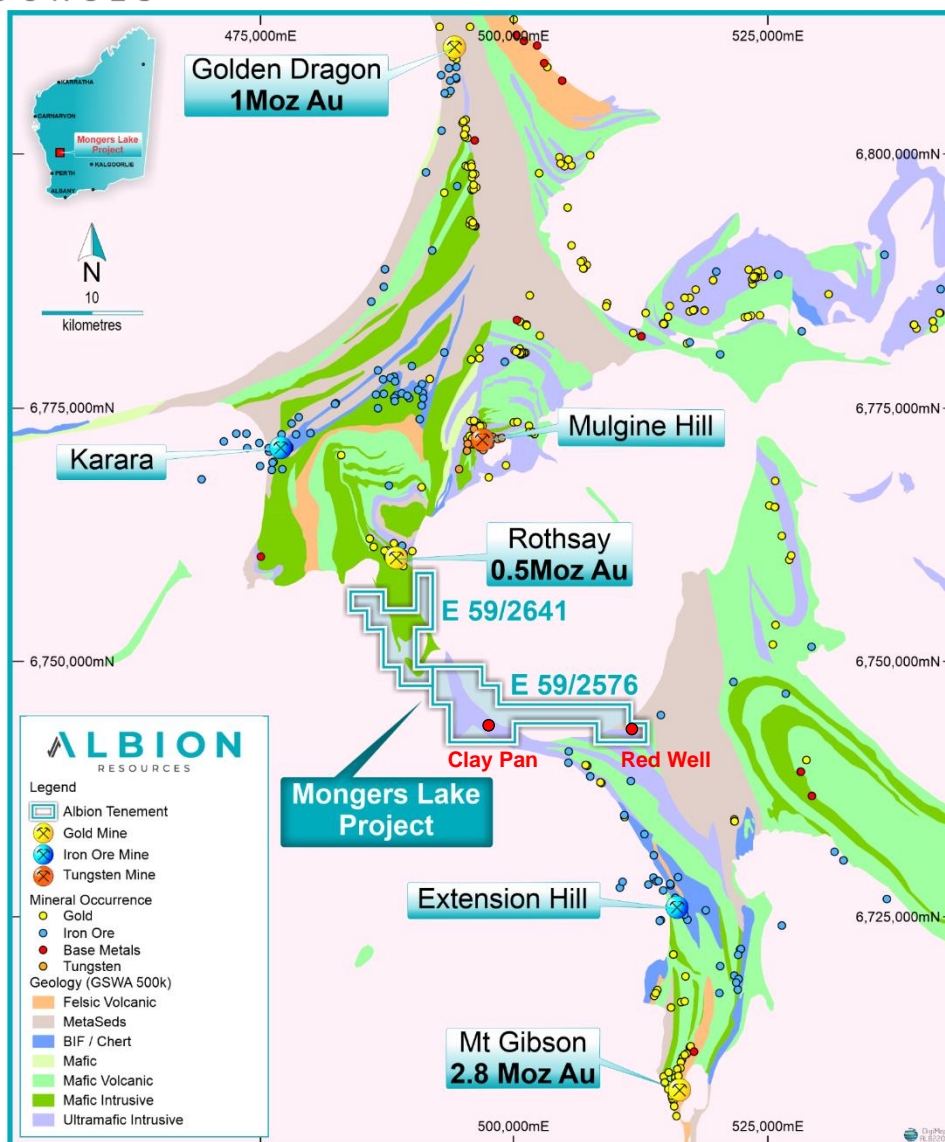 475,000mE
500,000mE
525,000mE
KARRATHA
CARNARVON
Mongers Lake
Project
KALGOORLIE
PERTH
ALBANY
Golden Dragon
1Moz Au
6,800,000mN
N
10
kilometres
6,775,000mN
6,775,000mN
Karara
Mulgine Hill
Rothsay
0.5Moz Au
E 59/2641
6,750,000mN
6,750,000mN
E 59/2576
Clay Pan
Red Well
Mongers Lake
Project
ALBION
RESOURCES
Legend
Albion Tenement
Gold Mine
Iron Ore Mine
Tungsten Mine
Mineral Occurrence
Gold
Iron Ore
Base Metals
Tungsten
Geology (GSWA 500k)
Felsic Volcanic
MetaSeds
BIF / Chert
Mafic
Mafic Volcanic
Mafic Intrusive
Ultramafic Intrusive
Extension Hill
6,725,000mN
Mt Gibson
2.8 Moz Au
500,000mE
525,000mE